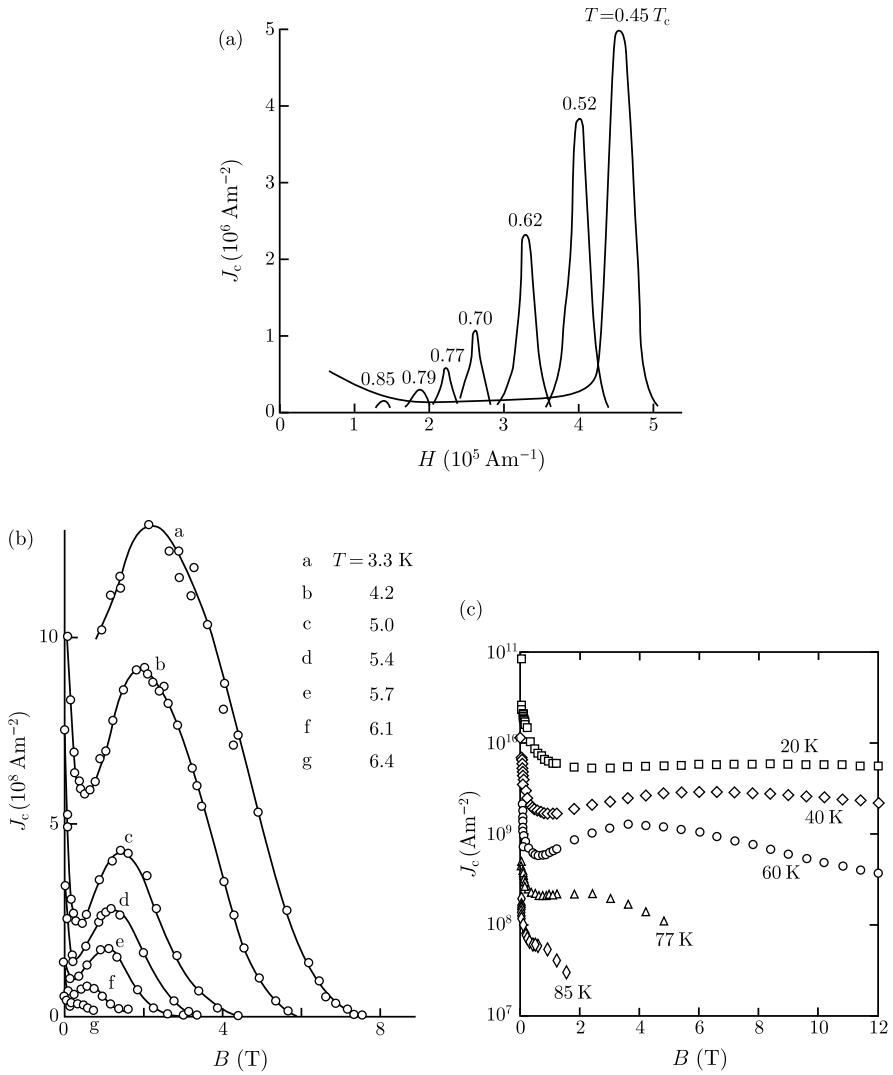 (a)
T=0.45 T_c
5
4
0.52
3
J_c (10^6 Am^−2)
0.62
2
0.70
1
0.77
0.85 0.79
0
0 1 2 3 4 5
H (10^5 Am^−1)
(b)
a
a T = 3.3 K
b 4.2
c 5.0
d 5.4
e 5.7
f 6.1
g 6.4
10
b
J_c (10^8 Am^−2)
5
c
d
e
f
0
0 g 4 8
B (T)
(c)
10^11
20 K
10^10
40 K
J_c (Am^−2)
10^9
60 K
10^8
77 K
85 K
10^7
0 2 4 6 8 10 12
B (T)